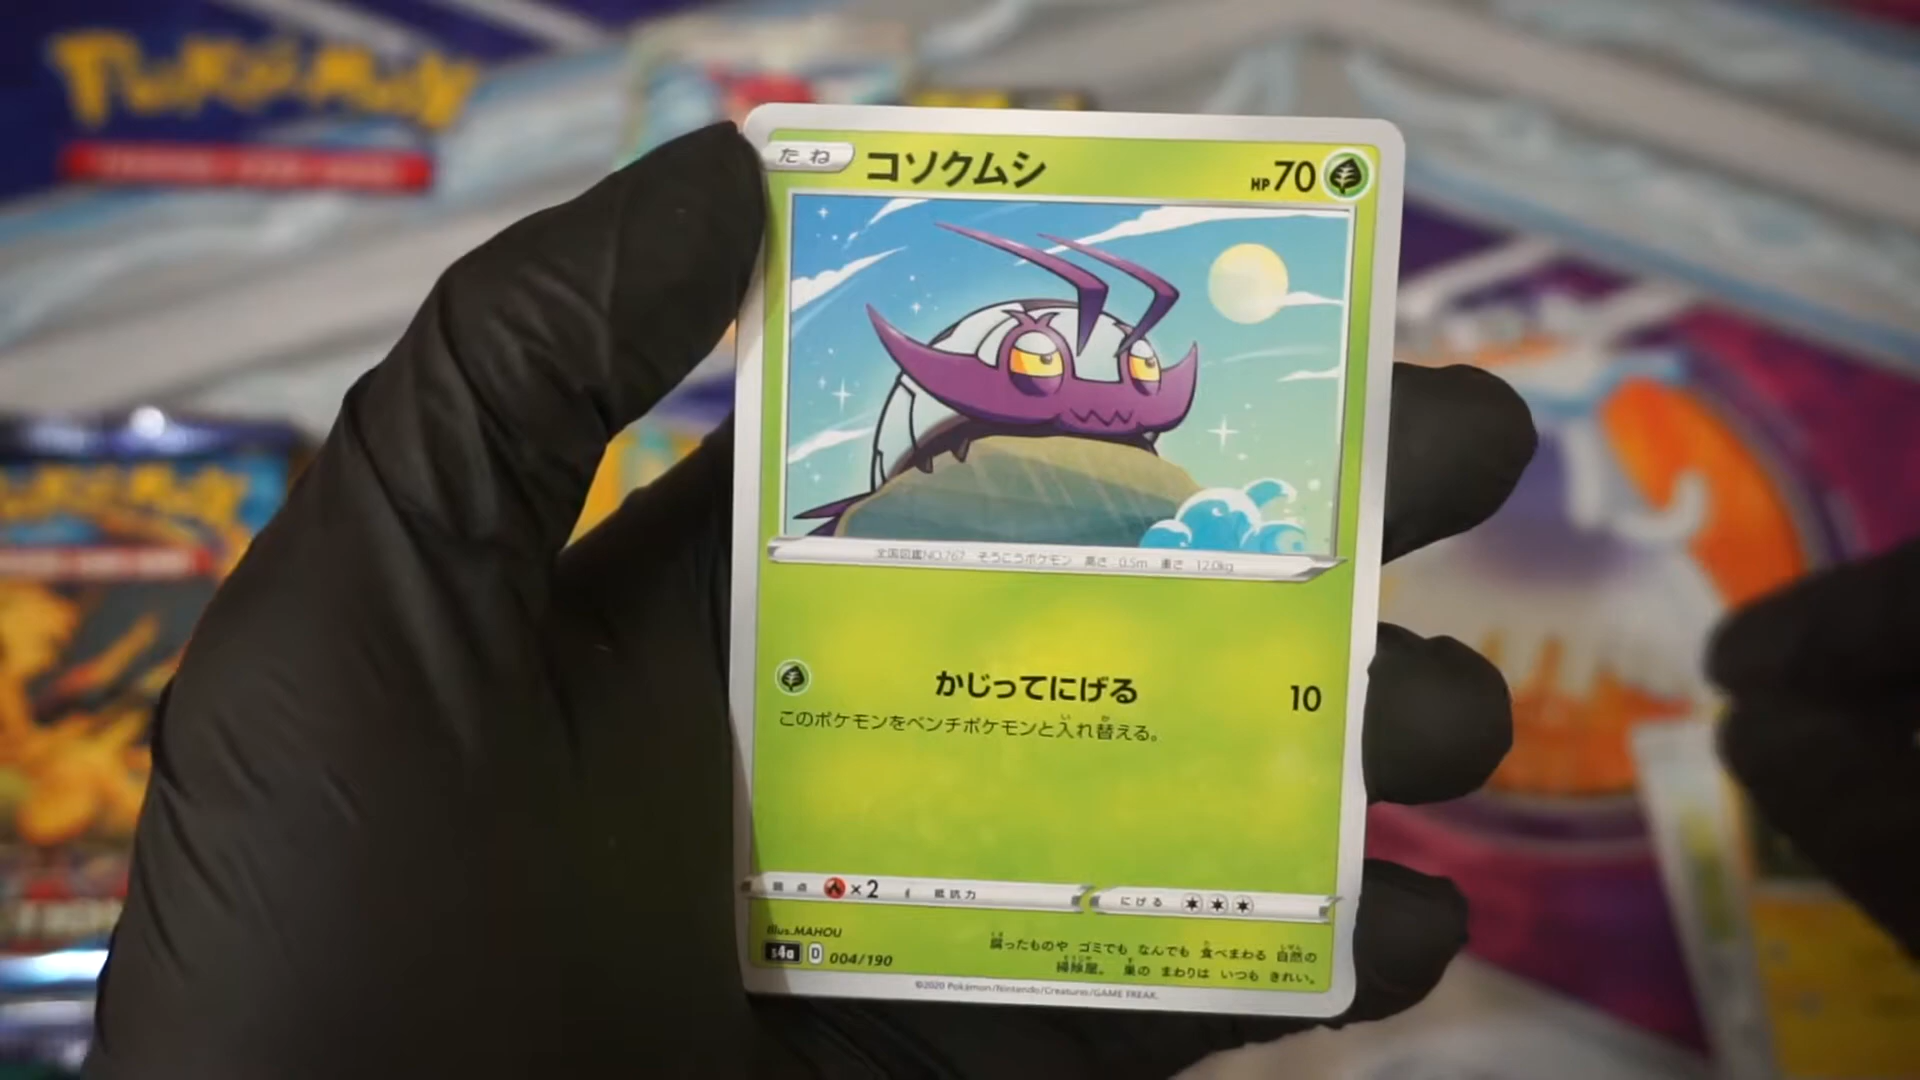 Pokémon
たね コソクムシ HP 70
全国図鑑NO.767 そうこうポケモン 高さ 0.5m 重さ 12.0kg
かじってにげる 10
このポケモンをベンチポケモンと入れ替える。
弱点 ×2 抵抗力 にげる
illus.MAHOU
s4a D 004/190
腐ったものや ゴミでも なんでも 食べまわる 自然の
掃除屋。 巣の まわりは いつも きれい。
©2020 Pokémon/Nintendo/Creatures/GAME FREAK.
Pokémon